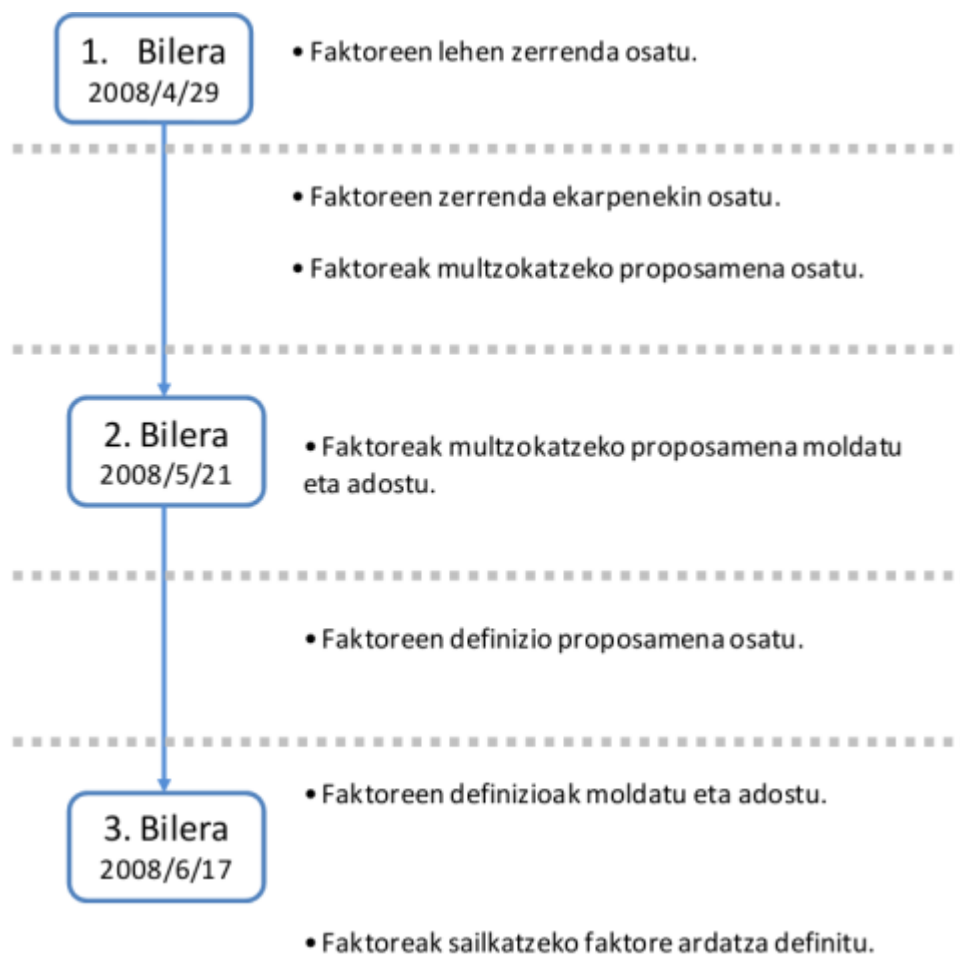 1. Bilera
2008/4/29
• Faktoreen lehen zerrenda osatu.
• Faktoreen zerrenda ekarpenekin osatu.
• Faktoreak multzokatzeko proposamena osatu.
2. Bilera
2008/5/21
• Faktoreak multzokatzeko proposamena moldatu
eta adostu.
• Faktoreen definizio proposamena osatu.
3. Bilera
2008/6/17
• Faktoreen definizioak moldatu eta adostu.
• Faktoreak sailkatzeko faktore ardatza definitu.